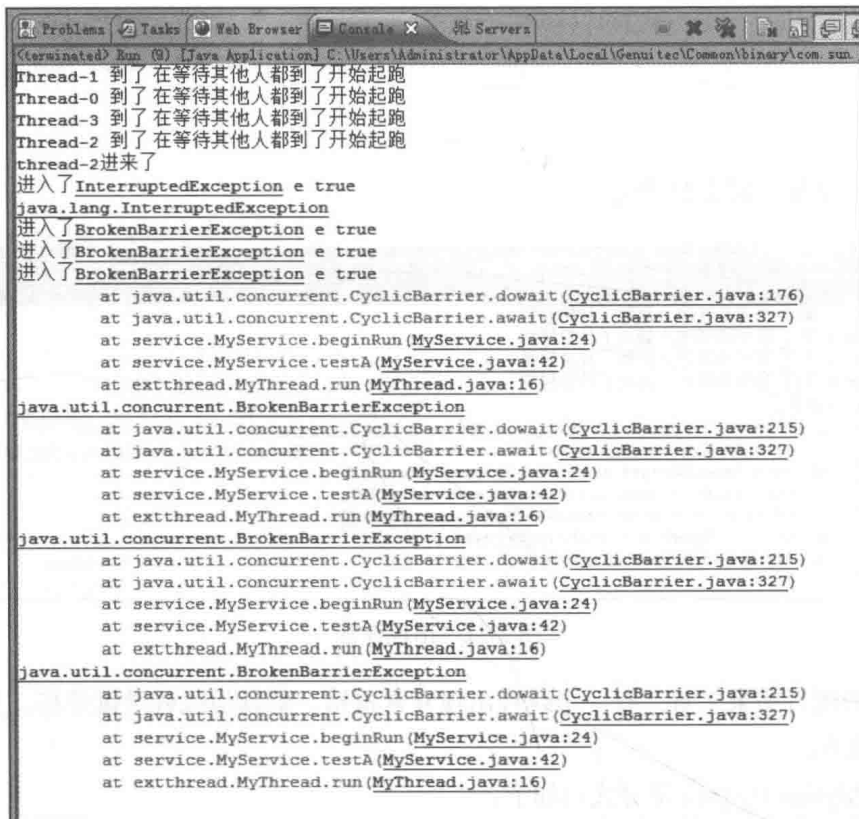 Problems Tasks Web Browser Console Servers
<terminated> Run (9) [Java Application] C:\Users\Administrator\AppData\Local\Genuitec\Common\binary\com.sun.
Thread-1 到了在等待其他人都到了开始起跑
Thread-0 到了在等待其他人都到了开始起跑
Thread-3 到了在等待其他人都到了开始起跑
Thread-2 到了在等待其他人都到了开始起跑
thread-2进来了
进入了InterruptedException e true
java.lang.InterruptedException
进入了BrokenBarrierException e true
进入了BrokenBarrierException e true
进入了BrokenBarrierException e true
at java.util.concurrent.CyclicBarrier.dowait(CyclicBarrier.java:176)
at java.util.concurrent.CyclicBarrier.await(CyclicBarrier.java:327)
at service.MyService.beginRun(MyService.java:24)
at service.MyService.testA(MyService.java:42)
at extthread.MyThread.run(MyThread.java:16)
java.util.concurrent.BrokenBarrierException
at java.util.concurrent.CyclicBarrier.dowait(CyclicBarrier.java:215)
at java.util.concurrent.CyclicBarrier.await(CyclicBarrier.java:327)
at service.MyService.beginRun(MyService.java:24)
at service.MyService.testA(MyService.java:42)
at extthread.MyThread.run(MyThread.java:16)
java.util.concurrent.BrokenBarrierException
at java.util.concurrent.CyclicBarrier.dowait(CyclicBarrier.java:215)
at java.util.concurrent.CyclicBarrier.await(CyclicBarrier.java:327)
at service.MyService.beginRun(MyService.java:24)
at service.MyService.testA(MyService.java:42)
at extthread.MyThread.run(MyThread.java:16)
java.util.concurrent.BrokenBarrierException
at java.util.concurrent.CyclicBarrier.dowait(CyclicBarrier.java:215)
at java.util.concurrent.CyclicBarrier.await(CyclicBarrier.java:327)
at service.MyService.beginRun(MyService.java:24)
at service.MyService.testA(MyService.java:42)
at extthread.MyThread.run(MyThread.java:16)